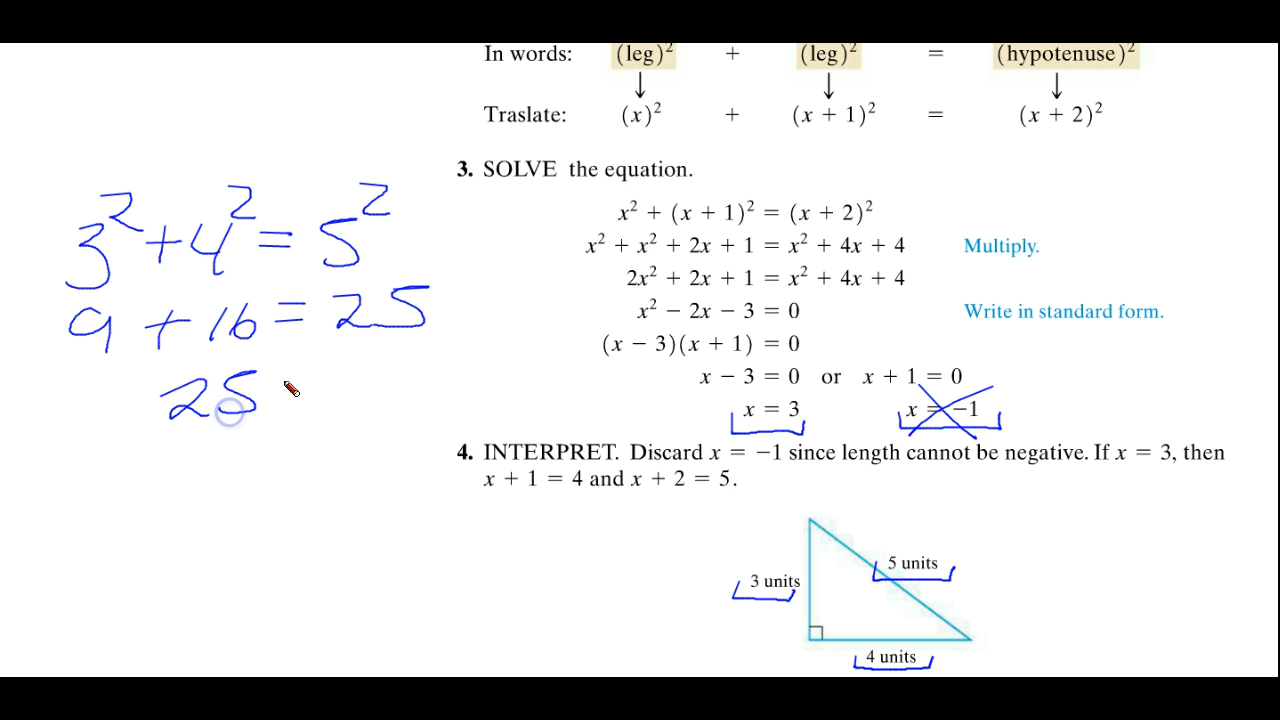 In words: (leg)² + (leg)² = (hypotenuse)²
↓ ↓ ↓
Traslate: (x)² + (x + 1)² = (x + 2)²
3. SOLVE the equation.
x² + (x + 1)² = (x + 2)²
x² + x² + 2x + 1 = x² + 4x + 4 Multiply.
2x² + 2x + 1 = x² + 4x + 4
x² − 2x − 3 = 0 Write in standard form.
(x − 3)(x + 1) = 0
x − 3 = 0 or x + 1 = 0
x = 3 x = −1
4. INTERPRET. Discard x = −1 since length cannot be negative. If x = 3, then
x + 1 = 4 and x + 2 = 5.
5 units
3 units
4 units
3² + 4² = 5²
9 + 16 = 25
25